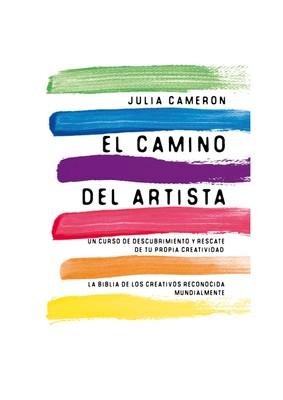 JULIA CAMERON
EL CAMINO
DEL ARTISTA
UN CURSO DE DESCUBRIMIENTO Y RESCATE
DE TU PROPIA CREATIVIDAD
LA BIBLIA DE LOS CREATIVOS RECONOCIDA
MUNDIALMENTE